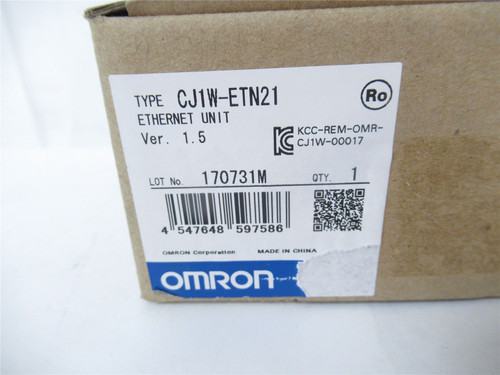 TYPE CJ1W-ETN21
ETHERNET UNIT
Ver. 1.5
Ro
KCC-REM-OMR-
CJ1W-00017
LOT No. 170731M QTY. 1
4 547648 597586
OMRON Corporation MADE IN CHINA
OMRON